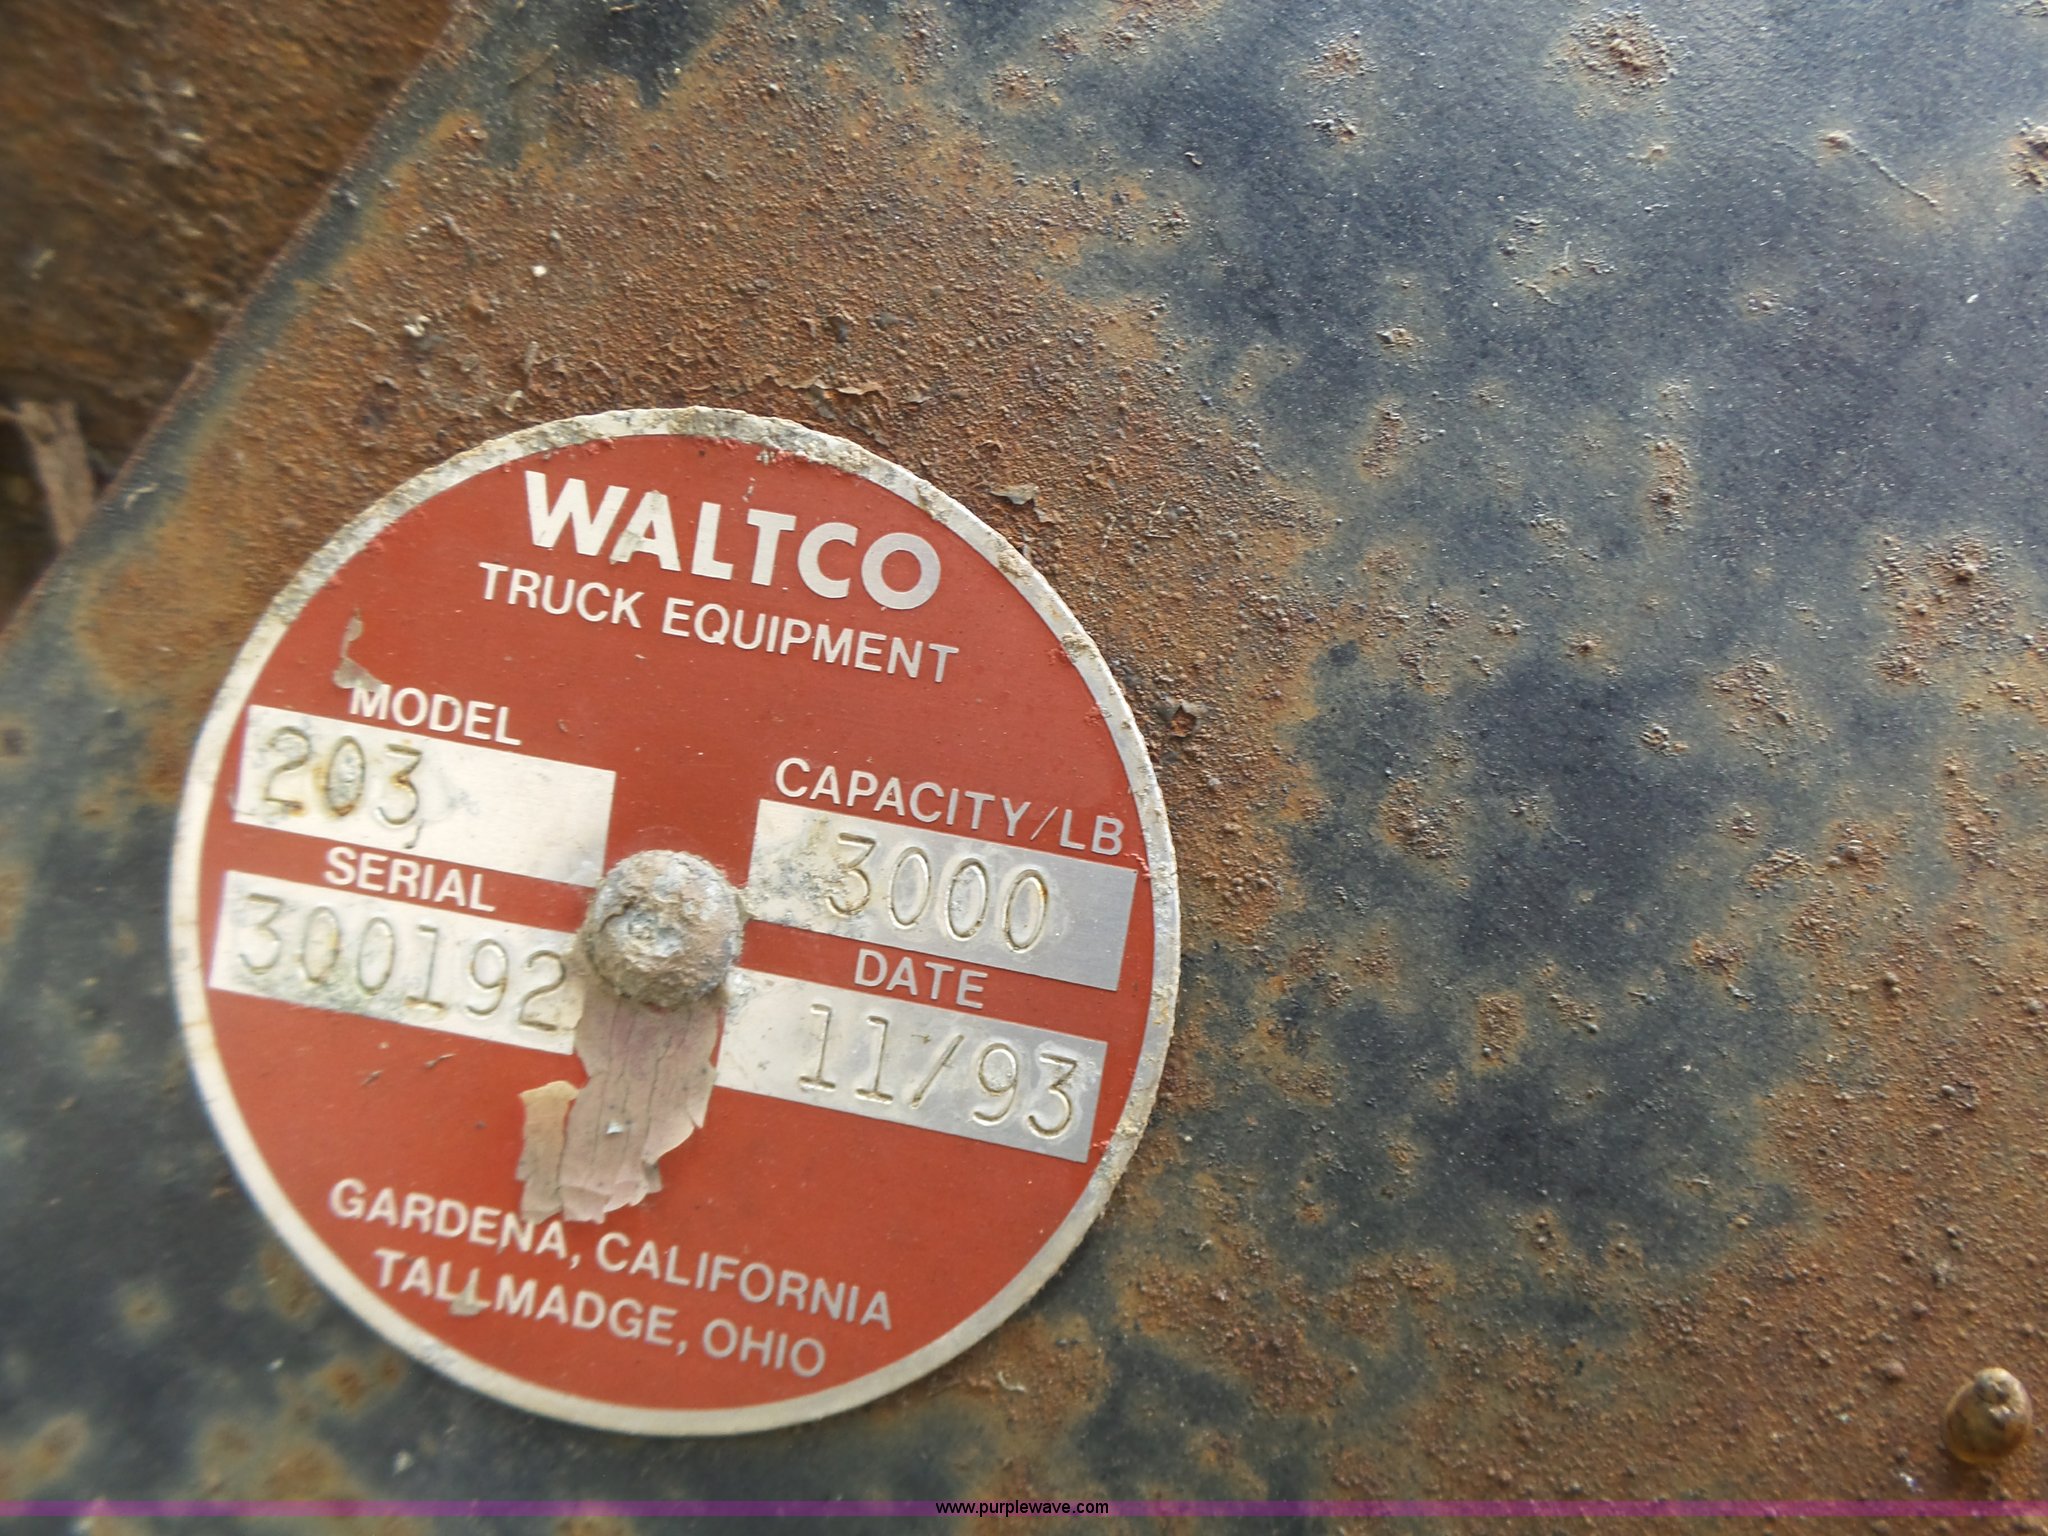 WALTCO
TRUCK EQUIPMENT
MODEL
203
CAPACITY/LB
3000
SERIAL
300192
DATE
11/93
GARDENA, CALIFORNIA
TALLMADGE, OHIO
www.purplewave.com